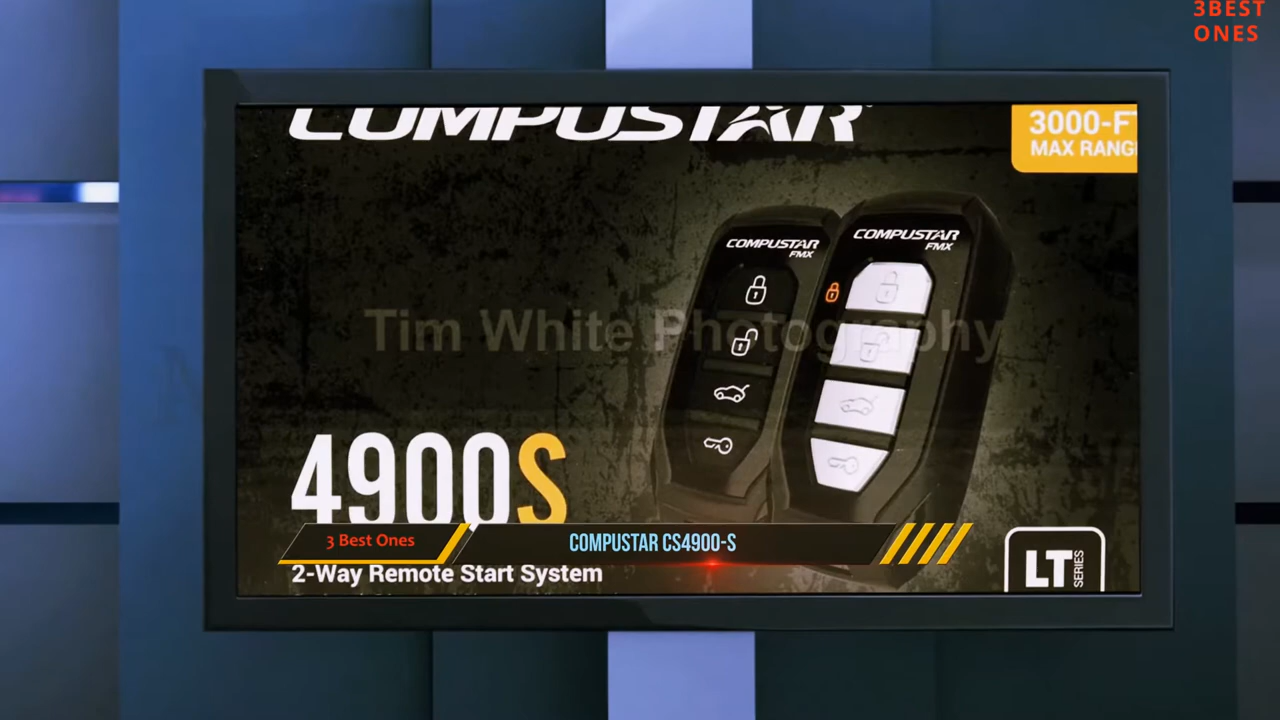 3BEST
ONES
COMPUSTAR
3000-F
MAX RANG
COMPUSTAR
FMX
COMPUSTAR
FMX
Tim White Photography
4900S
3 Best Ones
COMPUSTAR CS4900-S
2-Way Remote Start System
LT
SERIES